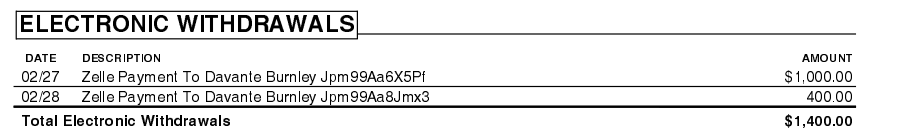 ELECTRONIC WITHDRAWALS
DATE DESCRIPTION AMOUNT
02/27 Zelle Payment To Davante Burnley Jpm99Aa6X5Pf $1,000.00
02/28 Zelle Payment To Davante Burnley Jpm99Aa8Jmx3 400.00
Total Electronic Withdrawals $1,400.00